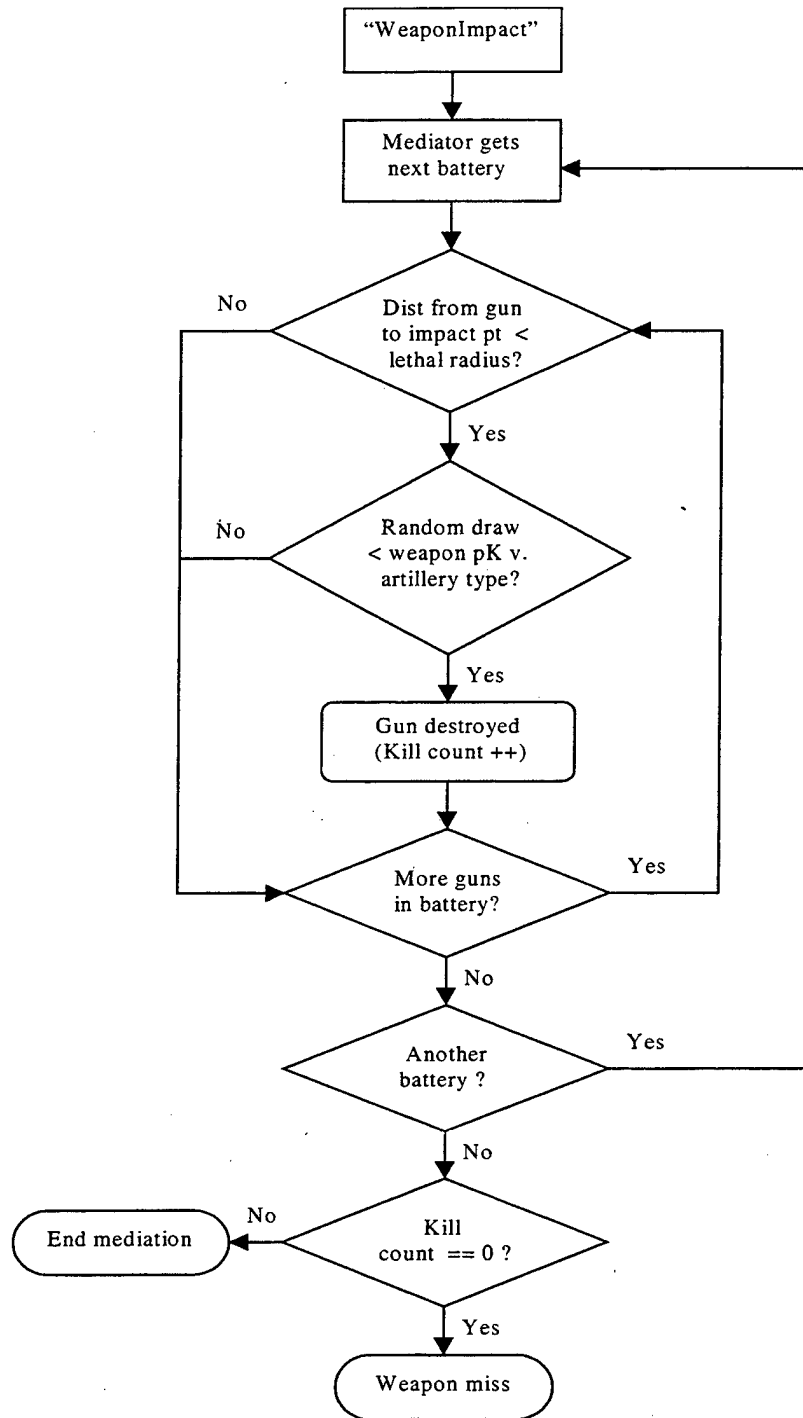 “WeaponImpact”
Mediator gets
next battery
No
Dist from gun
to impact pt <
lethal radius?
Yes
No
Random draw
< weapon pK v.
artillery type?
Yes
Gun destroyed
(Kill count ++)
More guns
in battery?
Yes
No
Another
battery ?
Yes
No
Kill
count == 0 ?
No
End mediation
Yes
Weapon miss